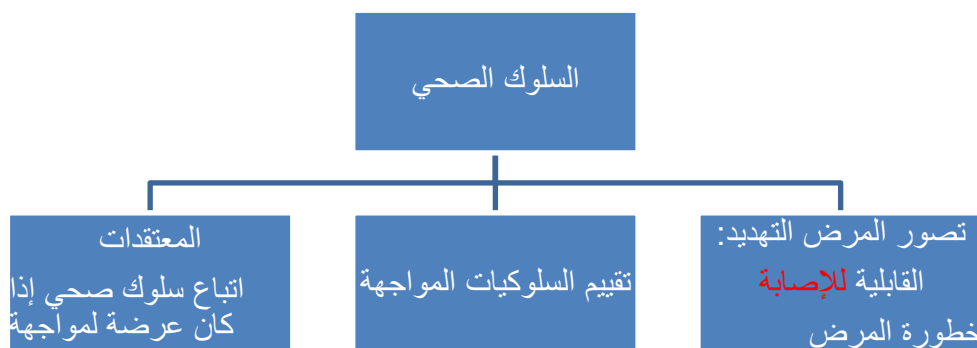 السلوك الصحي
تصور المرض التهديد:
القابلية للإصابة
خطورة المرض
تقييم السلوكيات المواجهة
المعتقدات
اتباع سلوك صحي إذا
كان عرضة لمواجهة